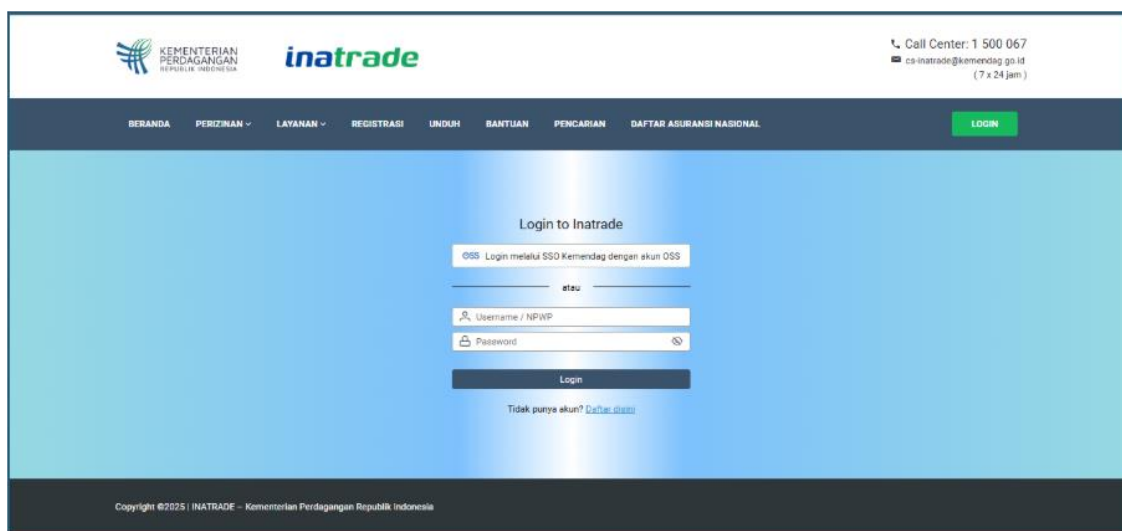 KEMENTERIAN
PERDAGANGAN
REPUBLIK INDONESIA
inatrade
Call Center: 1 500 067
cs-inatrade@kemendag.go.id
( 7 x 24 jam )
BERANDA PERIZINAN LAYANAN REGISTRASI UNDUH BANTUAN PENCARIAN DAFTAR ASURANSI NASIONAL LOGIN
Login to Inatrade
OSS Login melalui SSO Kemendag dengan akun OSS
atau
Username / NPWP
Password
Login
Tidak punya akun? Daftar disini
Copyright ©2025 | INATRADE – Kementerian Perdagangan Republik Indonesia